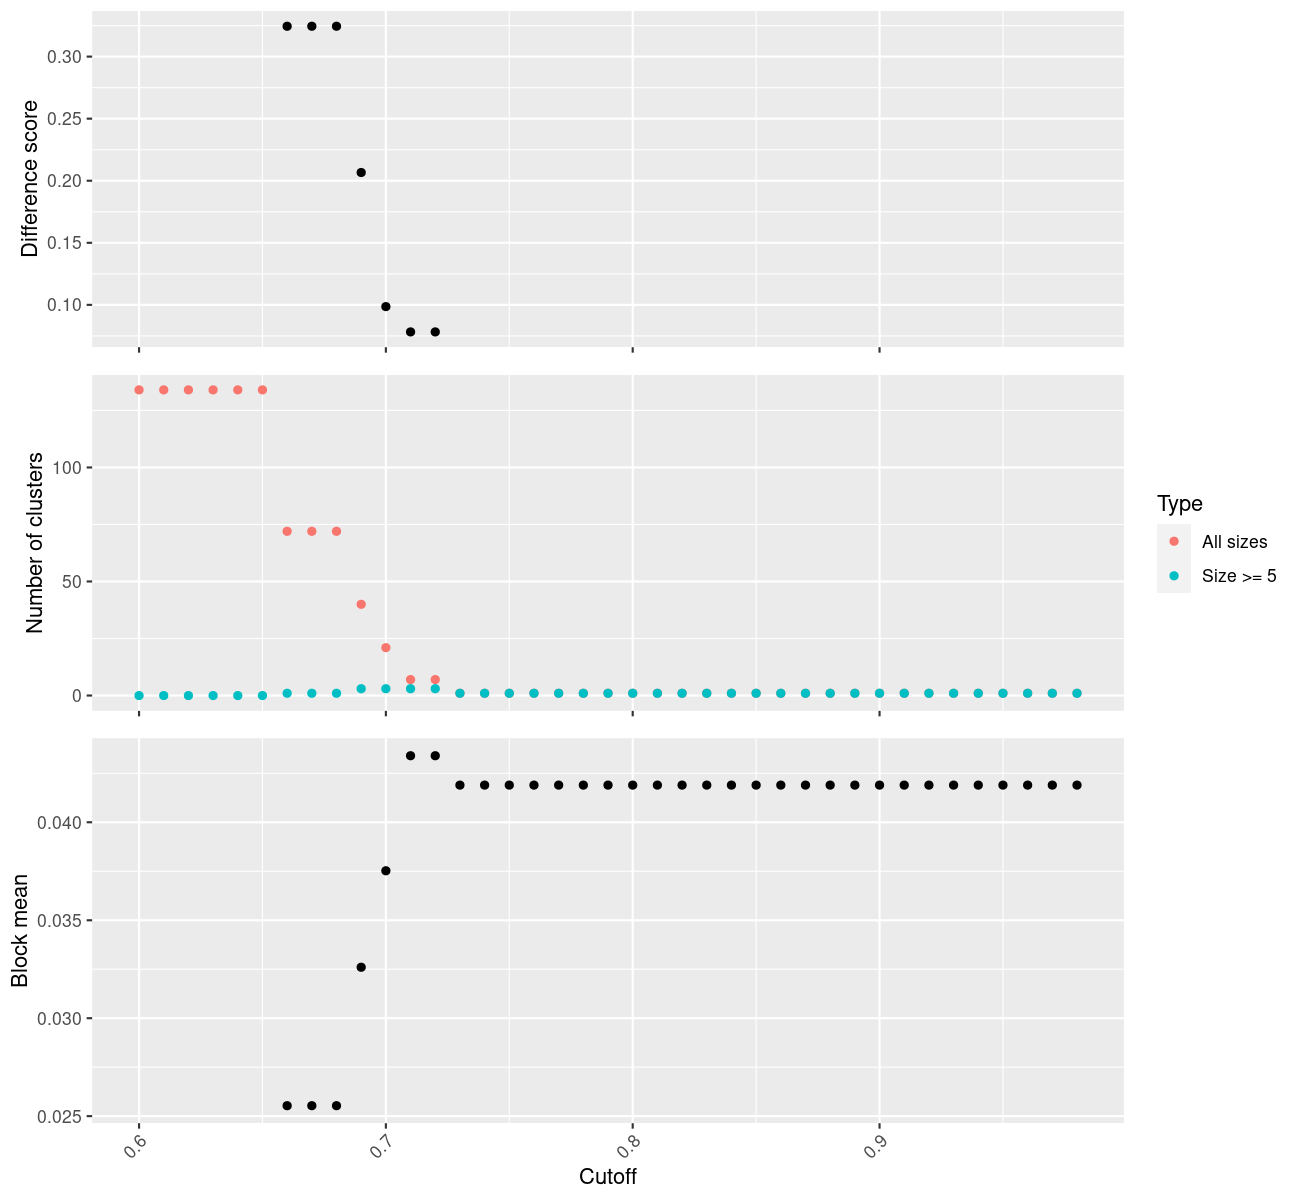 Difference score
0.30
0.25
0.20
0.15
0.10
Number of clusters
100
50
0
Type
All sizes
Size >= 5
Block mean
0.040
0.035
0.030
0.025
0.6
0.7
0.8
0.9
Cutoff